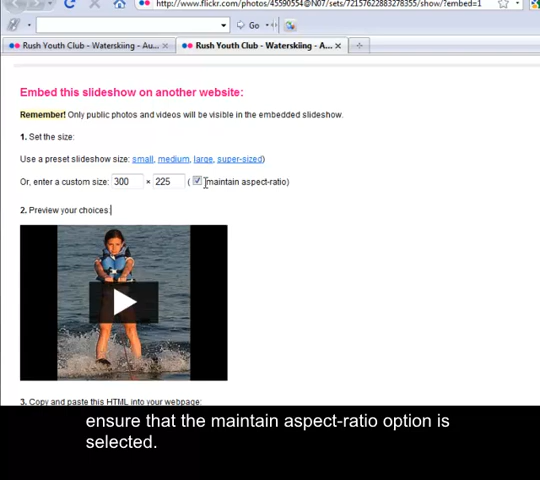 http://www.flickr.com/photos/45590554@N07/sets/72157622883278355/show/?embed=1
Go
Rush Youth Club - Waterskiing - Au...
Rush Youth Club - Waterskiing - A...
Embed this slideshow on another website:
Remember! Only public photos and videos will be visible in the embedded slideshow.
1. Set the size:
Use a preset slideshow size: small, medium, large, super-sized)
Or, enter a custom size: 300 × 225 ( maintain aspect-ratio)
2. Preview your choices:
3. Copy and paste this HTML into your webpage:
ensure that the maintain aspect-ratio option is
selected.